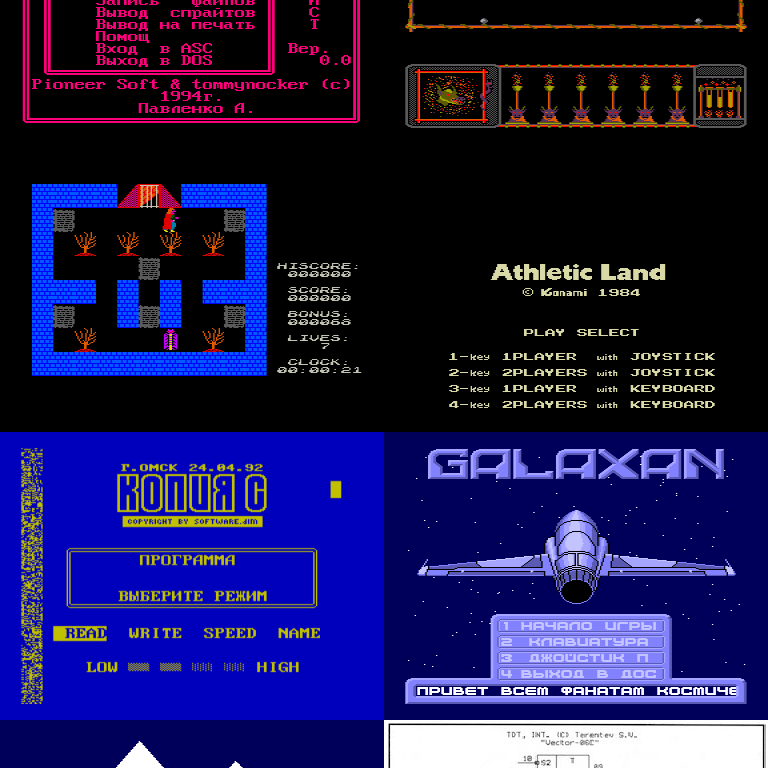 Запись файлов И
Вывод спрайтов С
Вывод на печать Т
Помощ
Вход в ASC Вер.
Выход в DOS 0.0
Pioneer Soft & tommynocker (c)
1994г.
Павленко А.
HISCORE:
000000
SCORE:
000000
BONUS:
000088
LIVES:
7
CLOCK:
00:00:21
Athletic Land
© Konami 1984
PLAY SELECT
1-key 1PLAYER with JOYSTICK
2-key 2PLAYERS with JOYSTICK
3-key 1PLAYER with KEYBOARD
4-key 2PLAYERS with KEYBOARD
Г.ОМСК 24.04.92
КОПИЯ С
COPYRIGHT BY SOFTWARE.dim
ПРОГРАММА
ВЫБЕРИТЕ РЕЖИМ
READ WRITE SPEED NAME
LOW HIGH
GALAXAN
1 НАЧАЛО ИГРЫ
2 КЛАВИАТУРА
3 ДЖОЙСТИК П
4 ВЫХОД В ДОС
ПРИВЕТ ВСЕМ ФАНАТАМ КОСМИЧЕ
TDT, INT. (C) Terentev S.V.
"Vector-06C"
10 S2 T 09